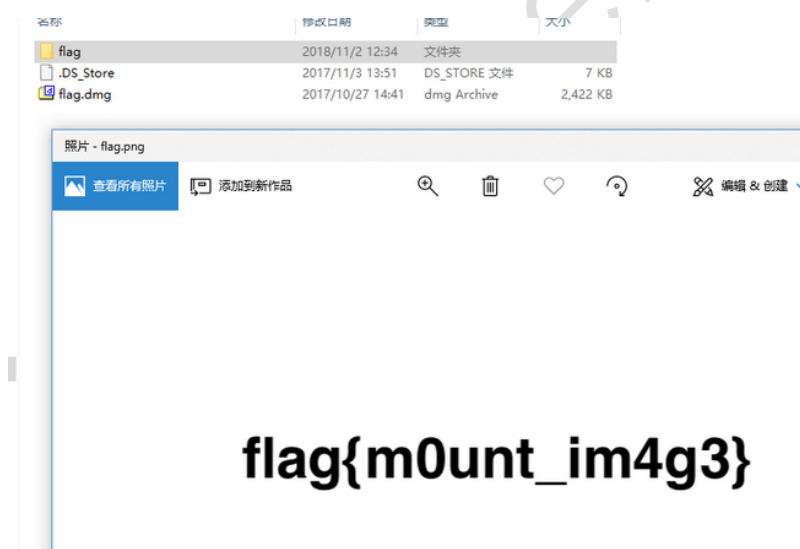 名称 修改日期 类型 大小
flag 2018/11/2 12:34 文件夹
.DS_Store 2017/11/3 13:51 DS_STORE 文件 7 KB
flag.dmg 2017/10/27 14:41 dmg Archive 2,422 KB
照片 - flag.png
查看所有照片 添加到新作品 编辑 & 创建
flag{m0unt_im4g3}